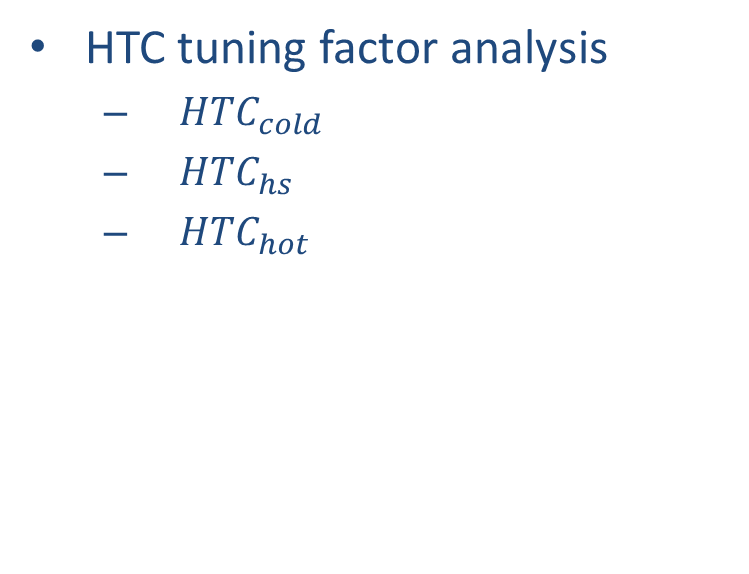 • HTC tuning factor analysis
– HTC_cold
– HTC_hs
– HTC_hot